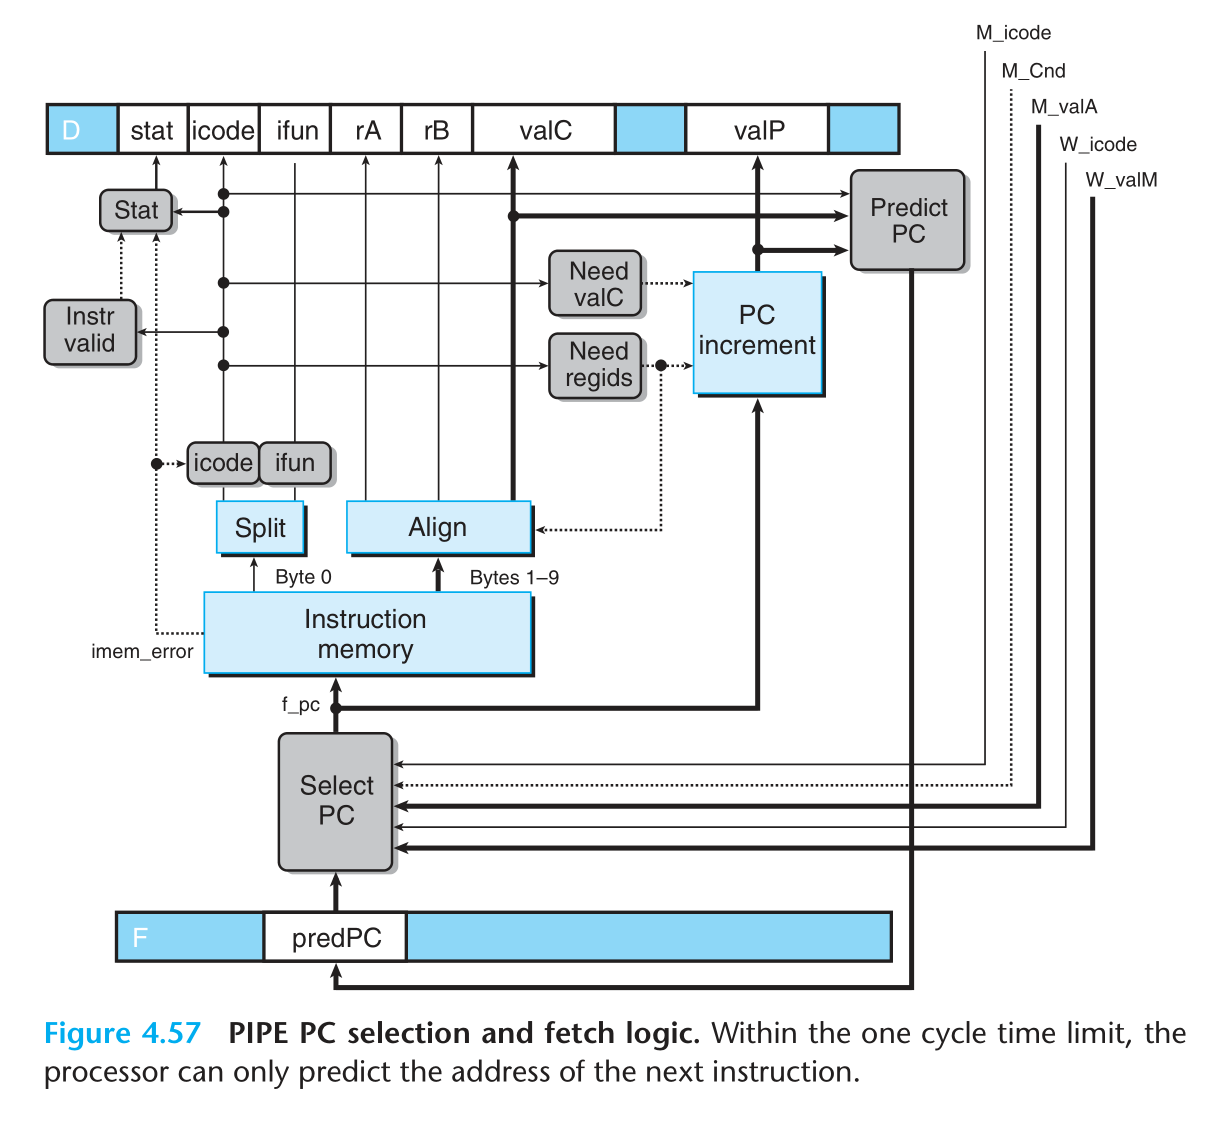 M_icode
M_Cnd
M_valA
W_icode
W_valM
D stat icode ifun rA rB valC valP
Stat
Predict
PC
Need
valC
Instr
valid
PC
increment
Need
regids
icode ifun
Split
Align
Byte 0
Bytes 1–9
Instruction
memory
imem_error
f_pc
Select
PC
F predPC
Figure 4.57 PIPE PC selection and fetch logic. Within the one cycle time limit, the
processor can only predict the address of the next instruction.